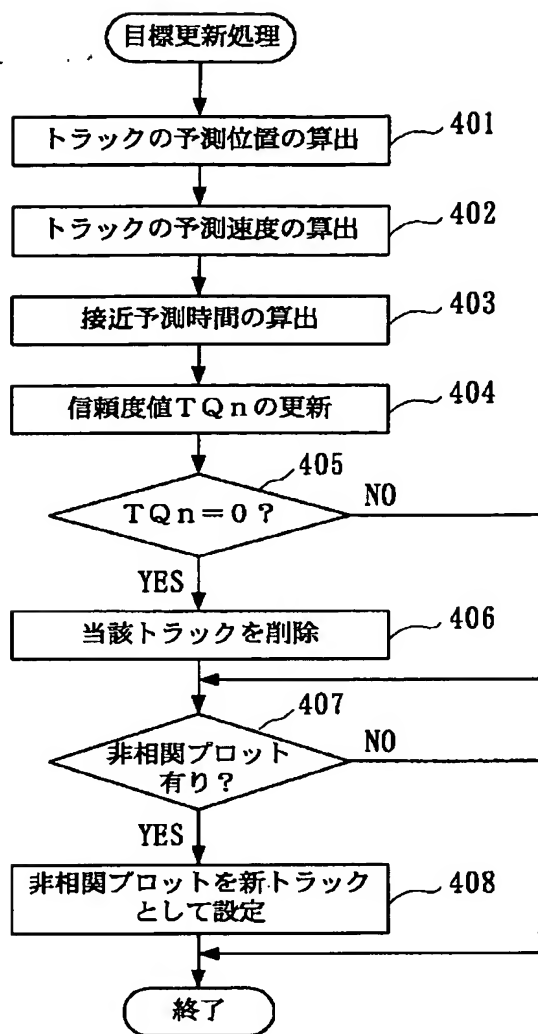 目標更新処理
トラックの予測位置の算出
401
トラックの予測速度の算出
402
接近予測時間の算出
403
信頼度値TQnの更新
404
405
TQn=0?
NO
YES
当該トラックを削除
406
407
非相関プロット
有り?
NO
YES
非相関プロットを新トラック
として設定
408
終了